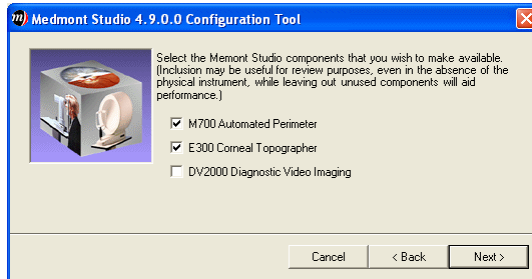 Medmont Studio 4.9.0.0 Configuration Tool
Select the Memont Studio components that you wish to make available.
(Inclusion may be useful for review purposes, even in the absence of the
physical instrument, while leaving out unused components will aid
performance.)
M700 Automated Perimeter
E300 Corneal Topographer
DV2000 Diagnostic Video Imaging
Cancel
< Back
Next >